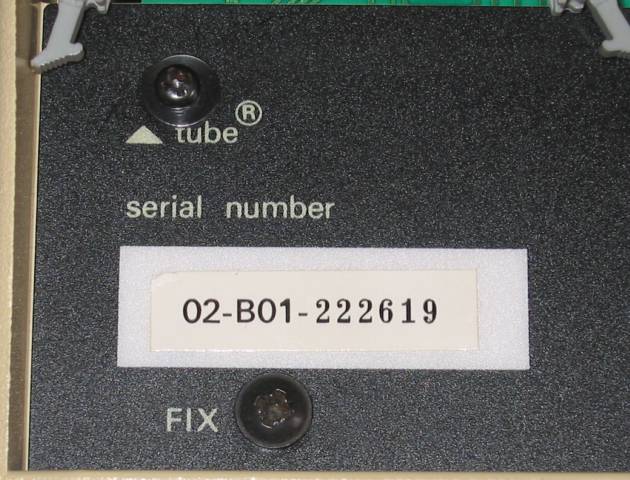 tube®
serial number
02-B01-222619
FIX